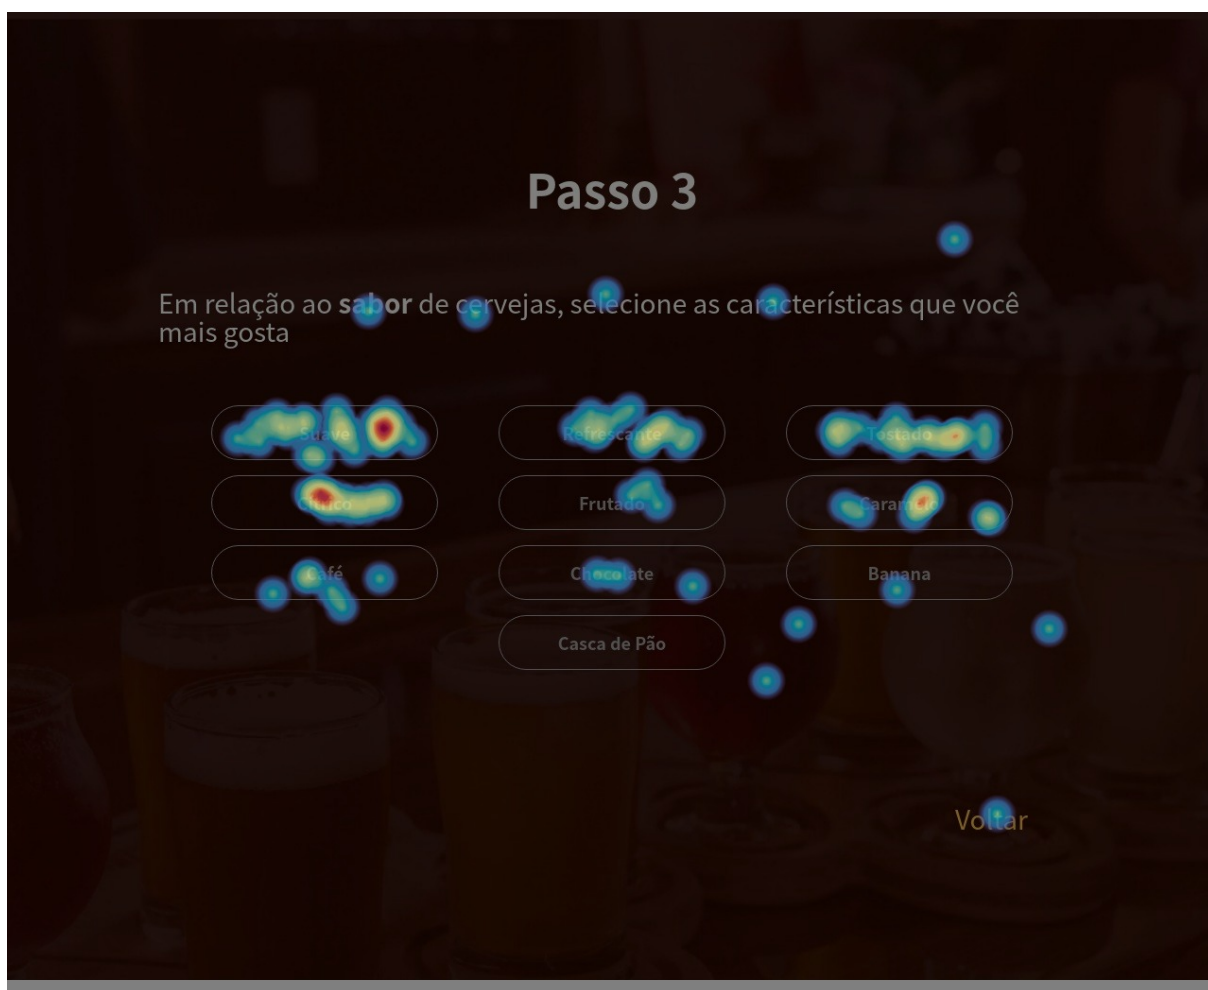 Passo 3
Em relação ao sabor de cervejas, selecione as características que você
mais gosta
Suave
Refrescante
Tostado
Cítrico
Frutado
Caramelo
Café
Chocolate
Banana
Casca de Pão
Voltar